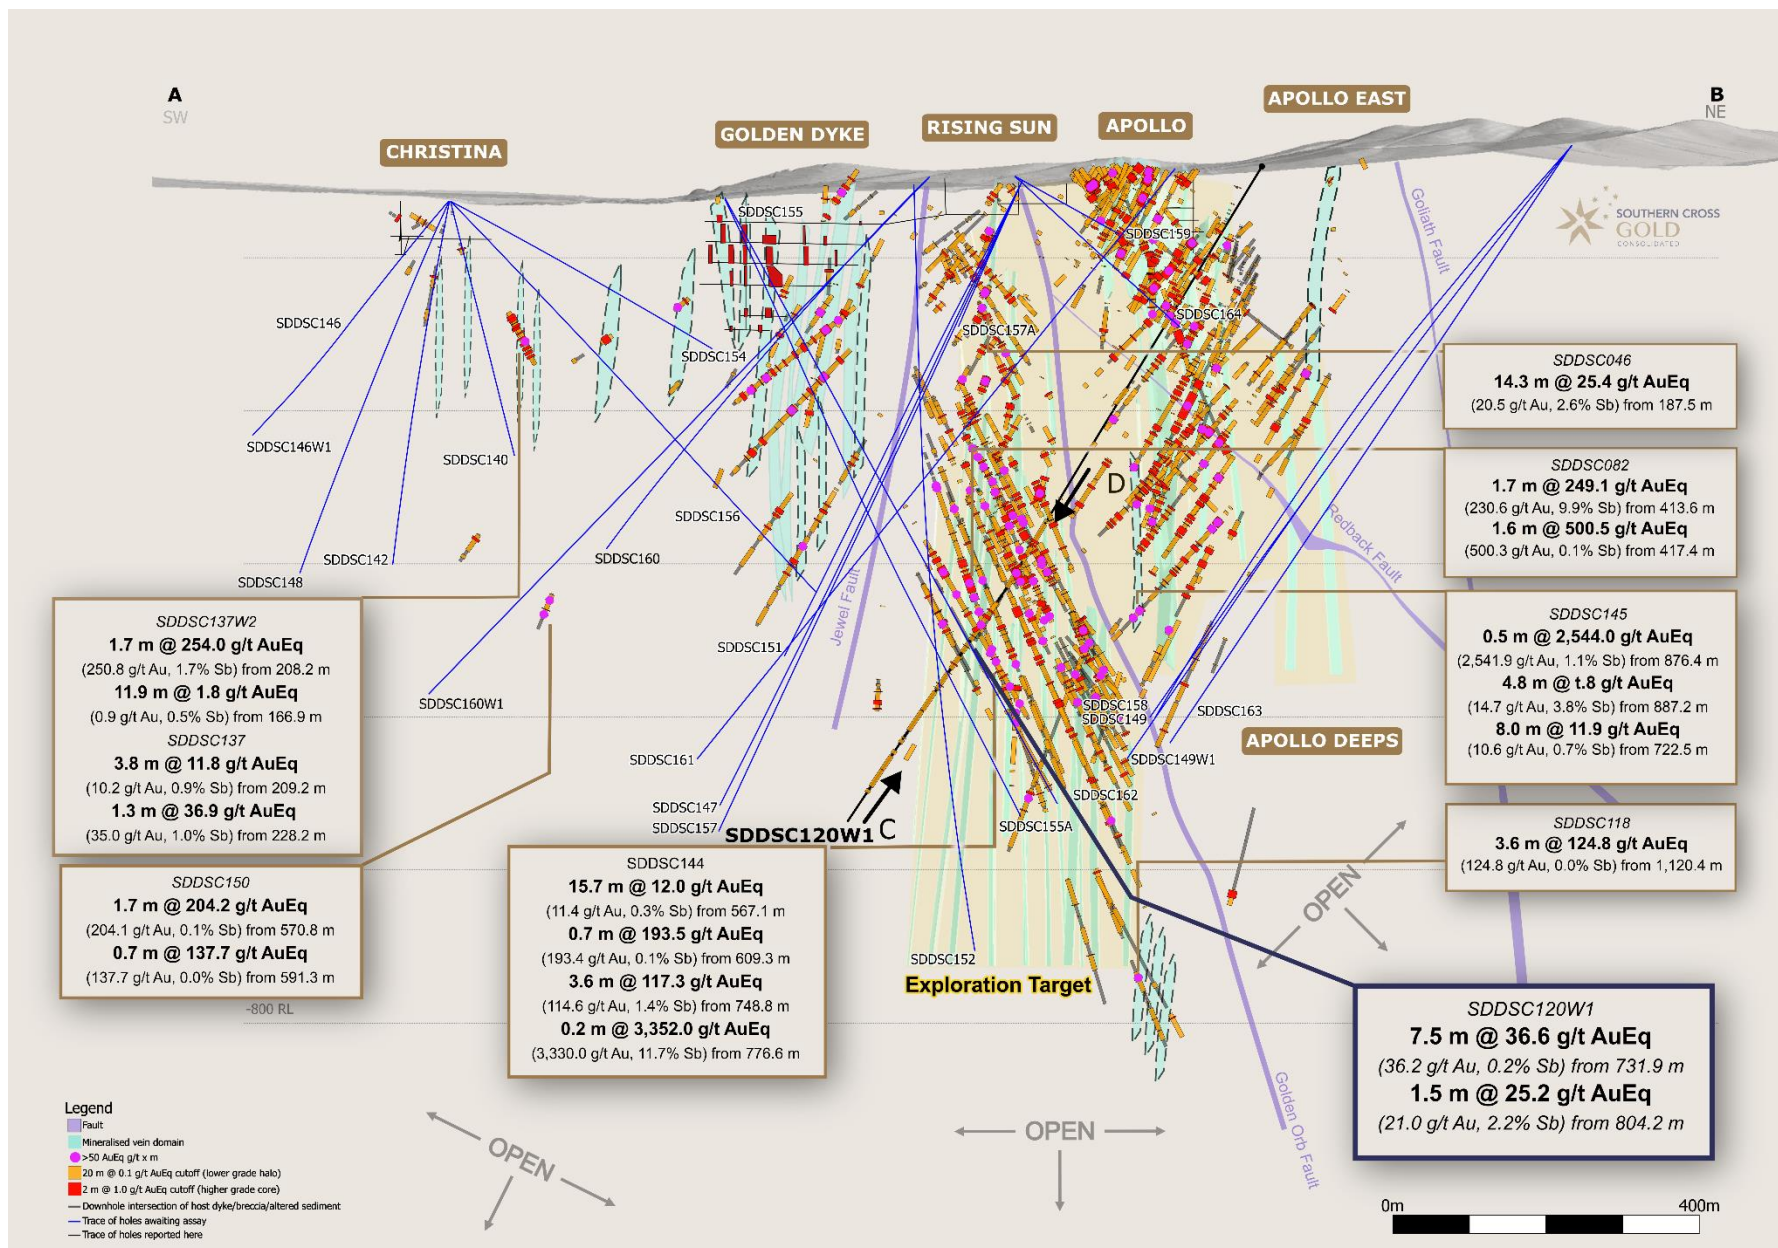 A
SW
B
NE
CHRISTINA
GOLDEN DYKE
RISING SUN
APOLLO
APOLLO EAST
SOUTHERN CROSS
GOLD
CONSOLIDATED
Goliath Fault
SDDSC155
SDDSC159
SDDSC146
SDDSC154
SDDSC157A
SDDSC164
SDDSC146W1
SDDSC140
SDDSC156
SDDSC160
SDDSC142
SDDSC148
D
Redback Fault
Jewel Fault
SDDSC151
SDDSC160W1
SDDSC158
SDDSC149
SDDSC163
APOLLO DEEPS
SDDSC161
SDDSC149W1
SDDSC162
SDDSC147
SDDSC157
SDDSC155A
SDDSC120W1
C
SDDSC152
Exploration Target
-800 RL
Golden Orb Fault
OPEN
OPEN
OPEN
SDDSC046
14.3 m @ 25.4 g/t AuEq
(20.5 g/t Au, 2.6% Sb) from 187.5 m
SDDSC082
1.7 m @ 249.1 g/t AuEq
(230.6 g/t Au, 9.9% Sb) from 413.6 m
1.6 m @ 500.5 g/t AuEq
(500.3 g/t Au, 0.1% Sb) from 417.4 m
SDDSC145
0.5 m @ 2,544.0 g/t AuEq
(2,541.9 g/t Au, 1.1% Sb) from 876.4 m
4.8 m @ t.8 g/t AuEq
(14.7 g/t Au, 3.8% Sb) from 887.2 m
8.0 m @ 11.9 g/t AuEq
(10.6 g/t Au, 0.7% Sb) from 722.5 m
SDDSC118
3.6 m @ 124.8 g/t AuEq
(124.8 g/t Au, 0.0% Sb) from 1,120.4 m
SDDSC137W2
1.7 m @ 254.0 g/t AuEq
(250.8 g/t Au, 1.7% Sb) from 208.2 m
11.9 m @ 1.8 g/t AuEq
(0.9 g/t Au, 0.5% Sb) from 166.9 m
SDDSC137
3.8 m @ 11.8 g/t AuEq
(10.2 g/t Au, 0.9% Sb) from 209.2 m
1.3 m @ 36.9 g/t AuEq
(35.0 g/t Au, 1.0% Sb) from 228.2 m
SDDSC150
1.7 m @ 204.2 g/t AuEq
(204.1 g/t Au, 0.1% Sb) from 570.8 m
0.7 m @ 137.7 g/t AuEq
(137.7 g/t Au, 0.0% Sb) from 591.3 m
SDDSC144
15.7 m @ 12.0 g/t AuEq
(11.4 g/t Au, 0.3% Sb) from 567.1 m
0.7 m @ 193.5 g/t AuEq
(193.4 g/t Au, 0.1% Sb) from 609.3 m
3.6 m @ 117.3 g/t AuEq
(114.6 g/t Au, 1.4% Sb) from 748.8 m
0.2 m @ 3,352.0 g/t AuEq
(3,330.0 g/t Au, 11.7% Sb) from 776.6 m
SDDSC120W1
7.5 m @ 36.6 g/t AuEq
(36.2 g/t Au, 0.2% Sb) from 731.9 m
1.5 m @ 25.2 g/t AuEq
(21.0 g/t Au, 2.2% Sb) from 804.2 m
Legend
Fault
Mineralised vein domain
>50 AuEq g/t x m
20 m @ 0.1 g/t AuEq cutoff (lower grade halo)
2 m @ 1.0 g/t AuEq cutoff (higher grade core)
Downhole intersection of host dyke/breccia/altered sediment
Trace of holes awaiting assay
Trace of holes reported here
0m
400m